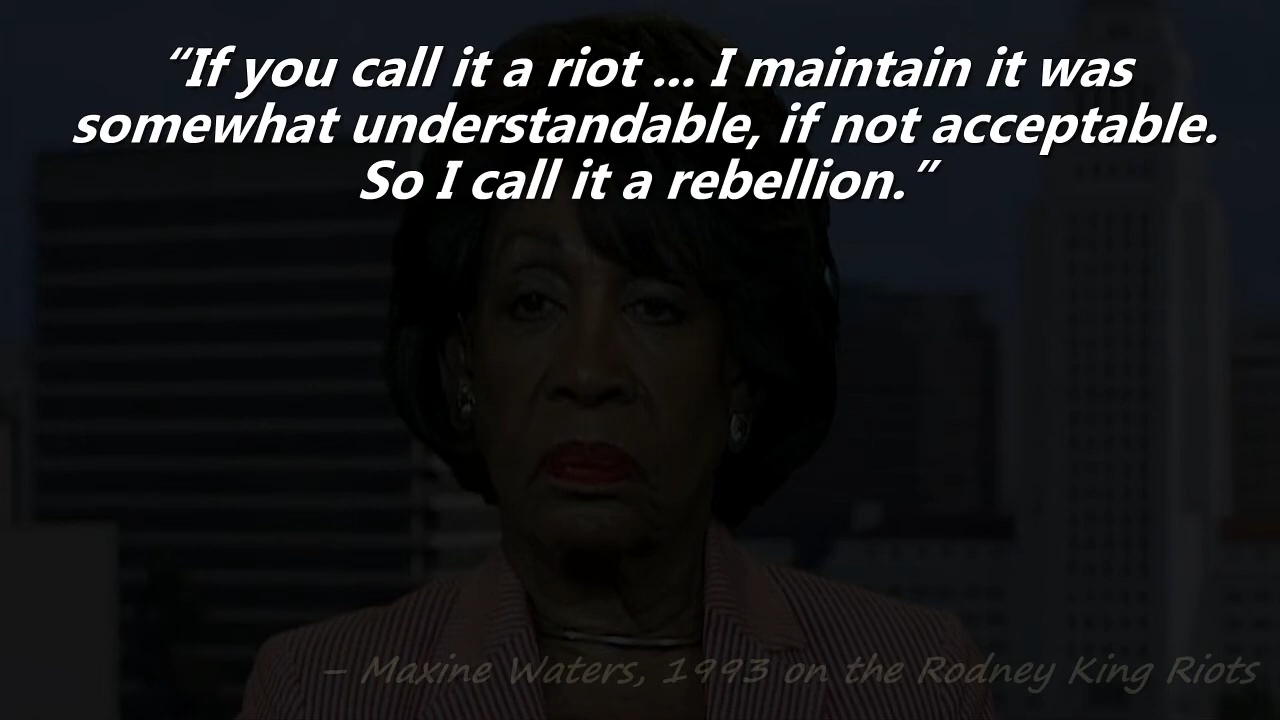 “If you call it a riot ... I maintain it was
somewhat understandable, if not acceptable.
So I call it a rebellion.”
– Maxine Waters, 1993 on the Rodney King Riots